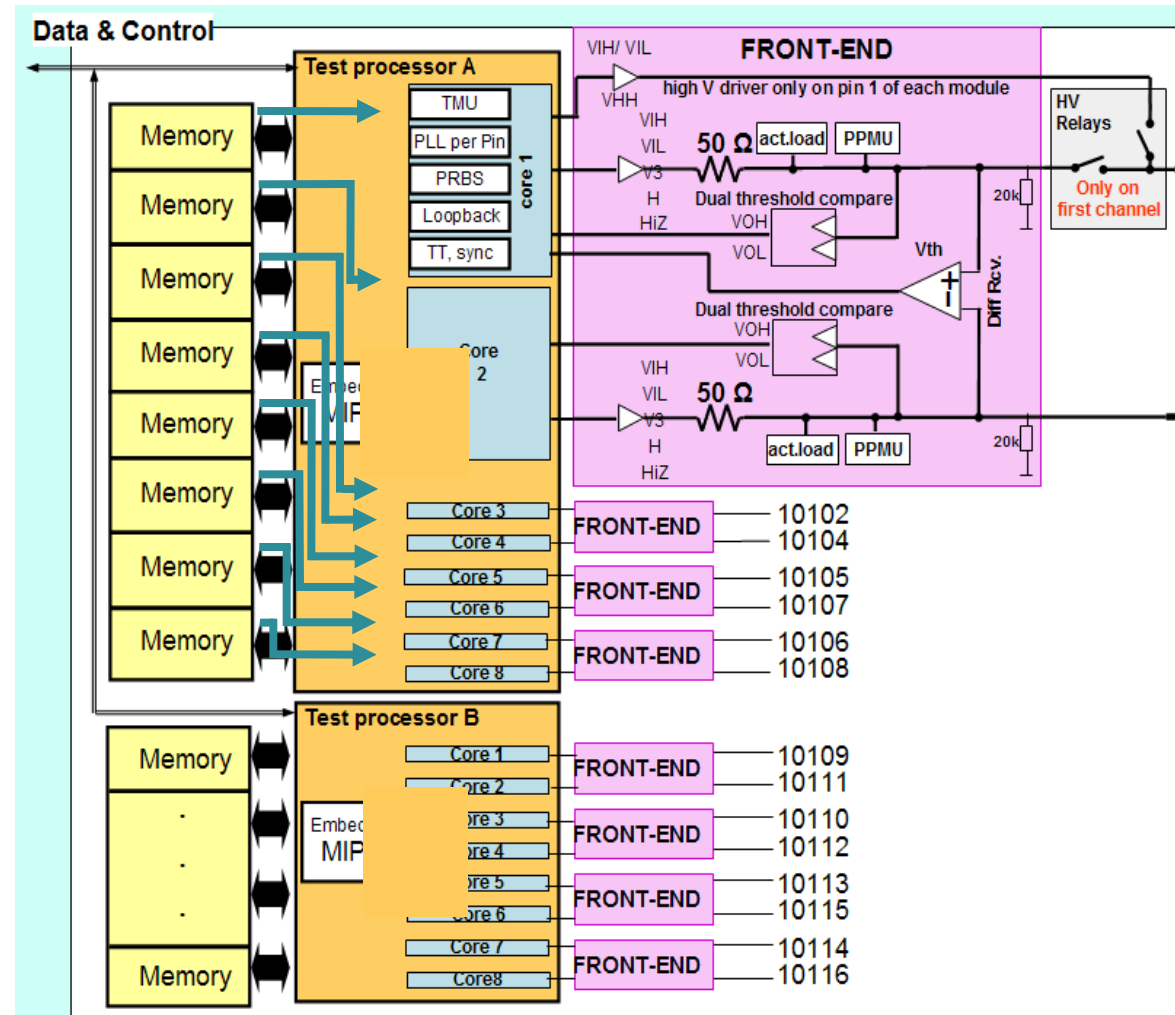 Data & Control
Test processor A
Memory
Memory
Memory
Memory
Memory
Memory
Memory
Memory
TMU
PLL per Pin
PRBS
Loopback
TT, sync
core 1
Core
2
Core 3
Core 4
Core 5
Core 6
Core 7
Core 8
FRONT-END
VIH/ VIL
VHH
high V driver only on pin 1 of each module
VIH
VIL
V3
H
HiZ
50 Ω
act.load
PPMU
Dual threshold compare
VOH
VOL
Vth
+
−
Diff Rcv.
20k
HV
Relays
Only on
first channel
Dual threshold compare
VOH
VOL
VIH
VIL
V3
H
HiZ
50 Ω
act.load
PPMU
20k
FRONT-END
10102
10104
FRONT-END
10105
10107
FRONT-END
10106
10108
Test processor B
Memory
.
.
.
Memory
Core 1
Core 2
Core 7
Core8
FRONT-END
10109
10111
FRONT-END
10110
10112
FRONT-END
10113
10115
FRONT-END
10114
10116